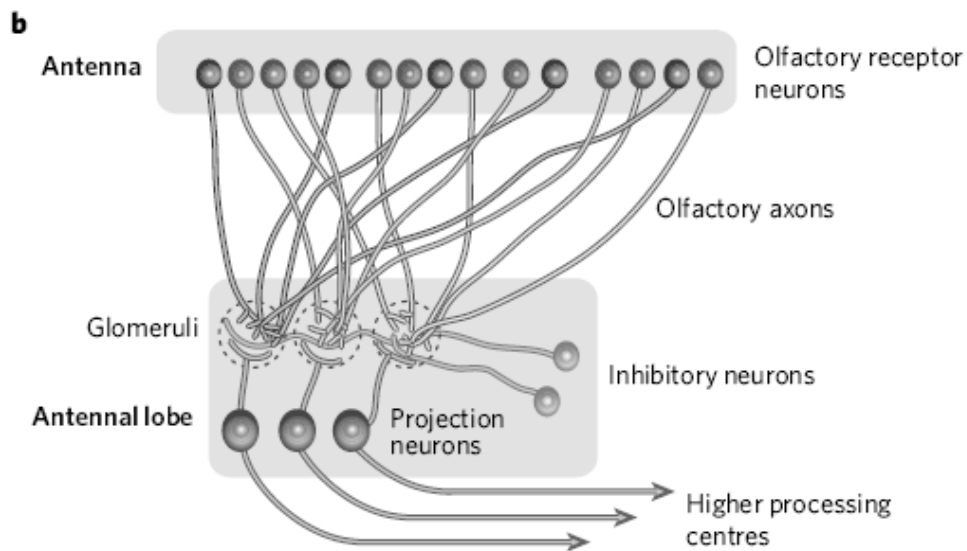 b
Antenna
Olfactory receptor
neurons
Olfactory axons
Glomeruli
Inhibitory neurons
Antennal lobe
Projection
neurons
Higher processing
centres